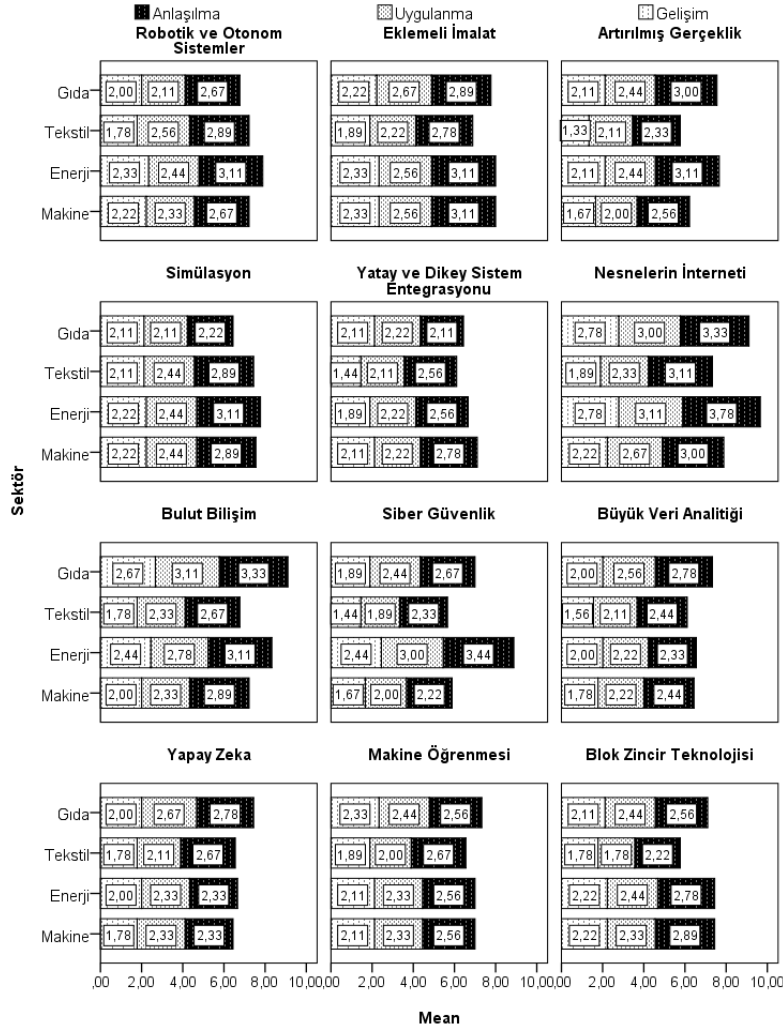 Anlaşılma Uygulanma Gelişim
Robotik ve Otonom Sistemler
Eklemeli İmalat
Artırılmış Gerçeklik
Gıda 2,00 2,11 2,67 2,22 2,67 2,89 2,11 2,44 3,00
Tekstil 1,78 2,56 2,89 1,89 2,22 2,78 1,33 2,11 2,33
Enerji 2,33 2,44 3,11 2,33 2,56 3,11 2,11 2,44 3,11
Makine 2,22 2,33 2,67 2,33 2,56 3,11 1,67 2,00 2,56
Simülasyon
Yatay ve Dikey Sistem Entegrasyonu
Nesnelerin İnterneti
Gıda 2,11 2,11 2,22 2,11 2,22 2,11 2,78 3,00 3,33
Tekstil 2,11 2,44 2,89 1,44 2,11 2,56 1,89 2,33 3,11
Enerji 2,22 2,44 3,11 1,89 2,22 2,56 2,78 3,11 3,78
Makine 2,22 2,44 2,89 2,11 2,22 2,78 2,22 2,67 3,00
Sektör
Bulut Bilişim
Siber Güvenlik
Büyük Veri Analitiği
Gıda 2,67 3,11 3,33 1,89 2,44 2,67 2,00 2,56 2,78
Tekstil 1,78 2,33 2,67 1,44 1,89 2,33 1,56 2,11 2,44
Enerji 2,44 2,78 3,11 2,44 3,00 3,44 2,00 2,22 2,33
Makine 2,00 2,33 2,89 1,67 2,00 2,22 1,78 2,22 2,44
Yapay Zeka
Makine Öğrenmesi
Blok Zincir Teknolojisi
Gıda 2,00 2,67 2,78 2,33 2,44 2,56 2,11 2,44 2,56
Tekstil 1,78 2,11 2,67 1,89 2,00 2,67 1,78 1,78 2,22
Enerji 2,00 2,33 2,33 2,11 2,33 2,56 2,22 2,44 2,78
Makine 1,78 2,33 2,33 2,11 2,33 2,56 2,22 2,33 2,89
,00 2,00 4,00 6,00 8,00 10,00 ,00 2,00 4,00 6,00 8,00 10,00 ,00 2,00 4,00 6,00 8,00 10,00
Mean